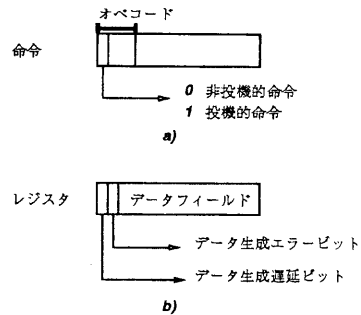 オペコード
命令
0 非投機的命令
1 投機的命令
a)
レジスタ
データフィールド
データ生成エラービット
データ生成遅延ビット
b)